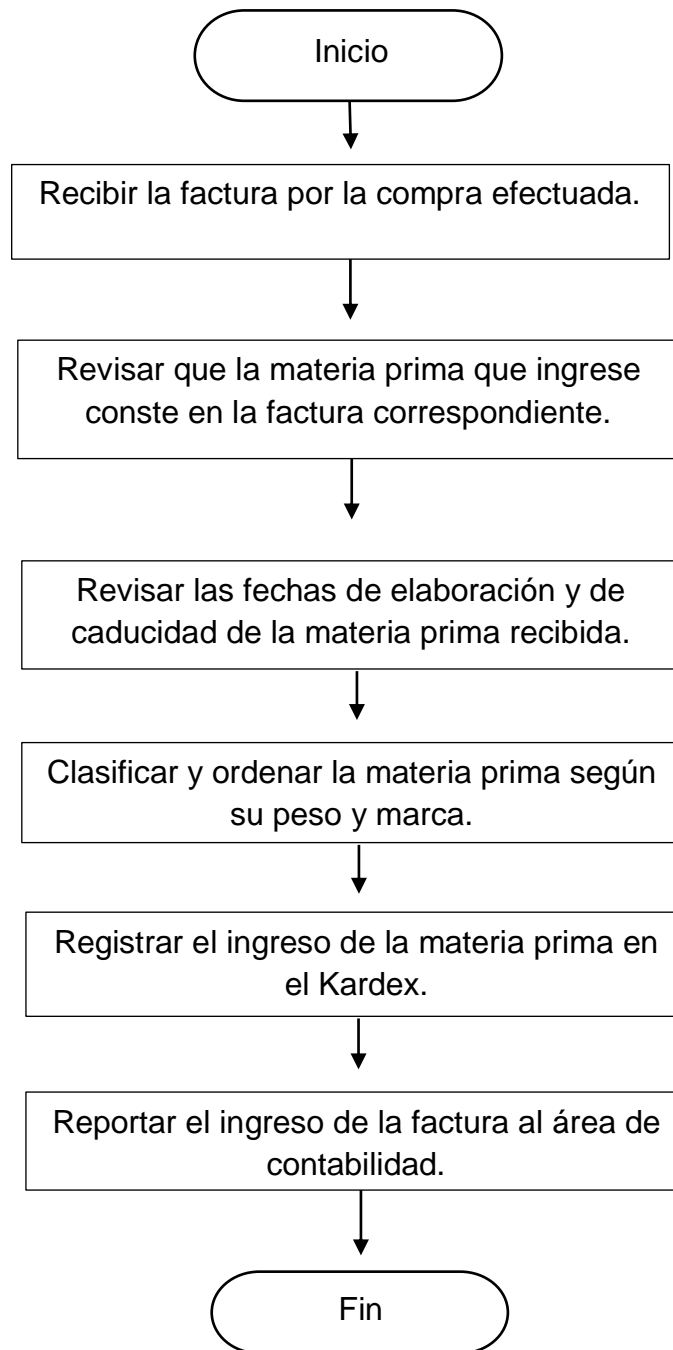 Inicio
Recibir la factura por la compra efectuada.
Revisar que la materia prima que ingrese
conste en la factura correspondiente.
Revisar las fechas de elaboración y de
caducidad de la materia prima recibida.
Clasificar y ordenar la materia prima según
su peso y marca.
Registrar el ingreso de la materia prima en
el Kardex.
Reportar el ingreso de la factura al área de
contabilidad.
Fin